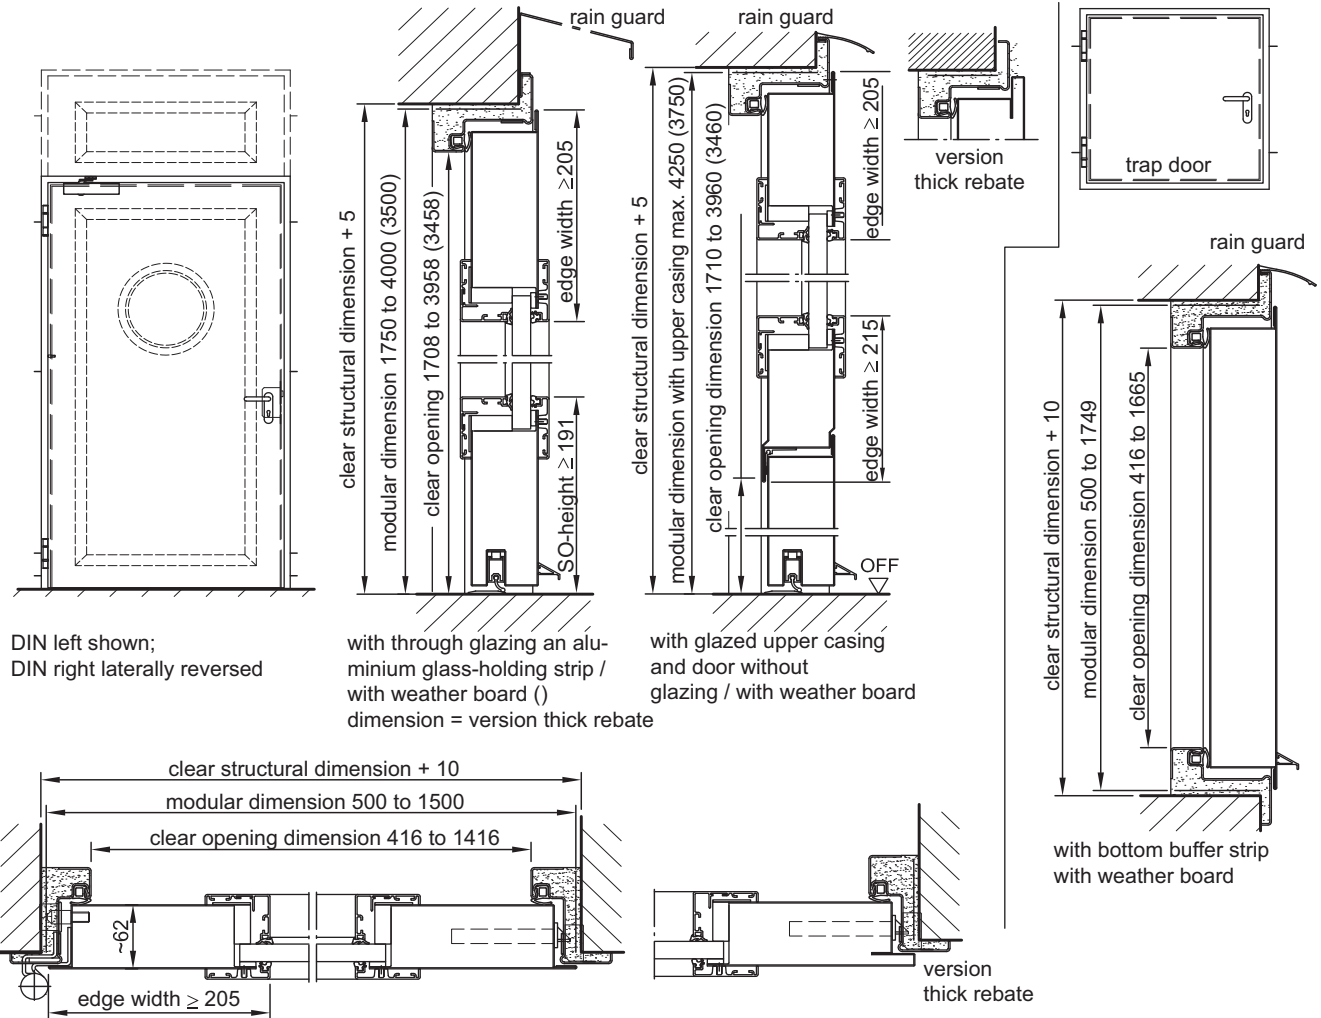 rain guard
clear structural dimension + 5
modular dimension 1750 to 4000 (3500)
clear opening 1708 to 3958 (3458)
edge width ≥205
SO-height ≥ 191
rain guard
clear structural dimension + 5
modular dimension with upper casing max. 4250 (3750)
clear opening dimension 1710 to 3960 (3460)
edge width ≥ 205
edge width ≥ 215
OFF
version
thick rebate
trap door
rain guard
clear structural dimension + 10
modular dimension 500 to 1749
clear opening dimension 416 to 1665
with bottom buffer strip
with weather board
DIN left shown;
DIN right laterally reversed
with through glazing an alu-
minium glass-holding strip /
with weather board ()
dimension = version thick rebate
with glazed upper casing
and door without
glazing / with weather board
clear structural dimension + 10
modular dimension 500 to 1500
clear opening dimension 416 to 1416
~62
edge width ≥ 205
version
thick rebate